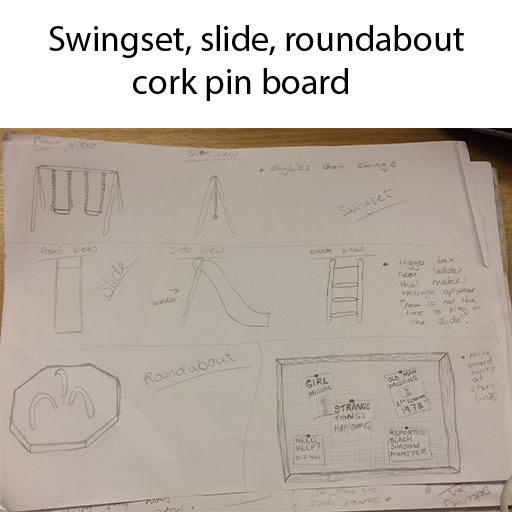 Swingset, slide, roundabout
cork pin board
Front view
Side view
• physics chain swings
Swingset
front view
Side view
back view
Slide
ladder
• trigger box
near ladder
that makes
message appear
"now is not the
time to play on
the slide.
Roundabout
GIRL
MISSING
OLD MAN
MISSING
1978
STRANGE
THINGS
HAPPENING
NEED
HELP?
REPORTED!
BLACK
SHADOW
MONSTER
• Notice
board
hints
at
story
line